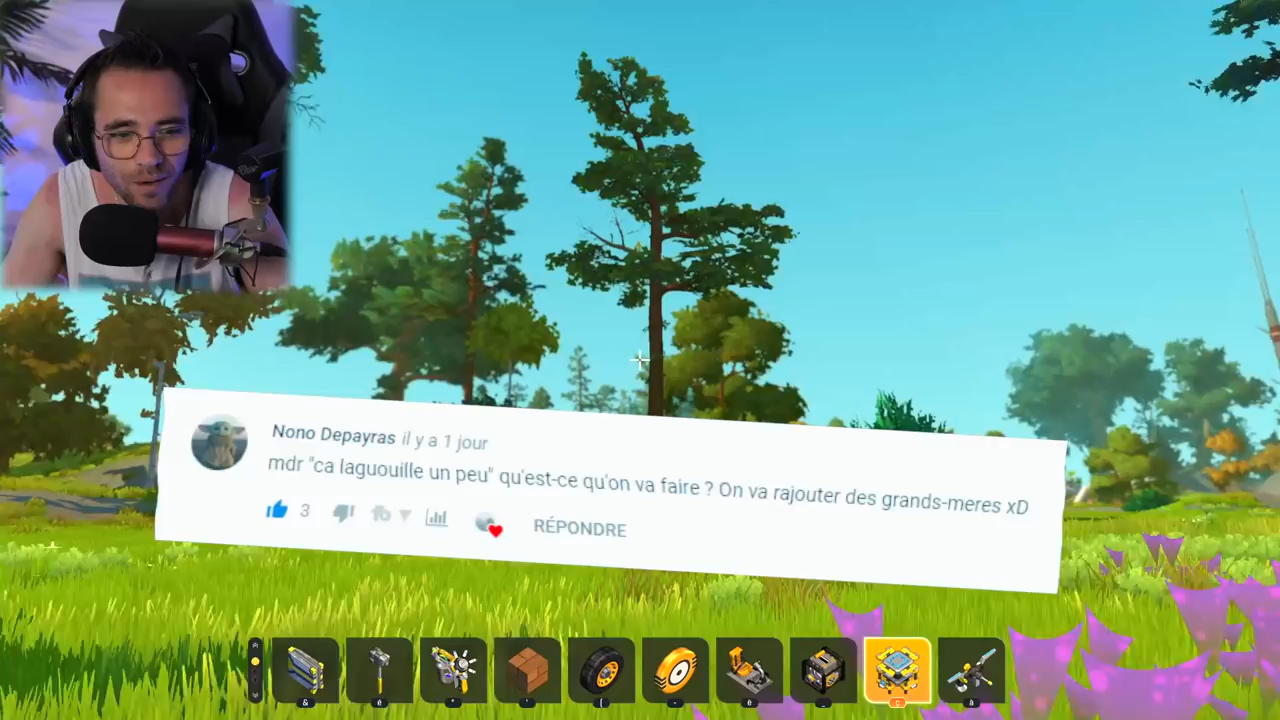 Nono Depayras il y a 1 jour
mdr "ca laguouille un peu" qu'est-ce qu'on va faire ? On va rajouter des grands-meres xD
3
RÉPONDRE
& é " ' ( - è _ ç à